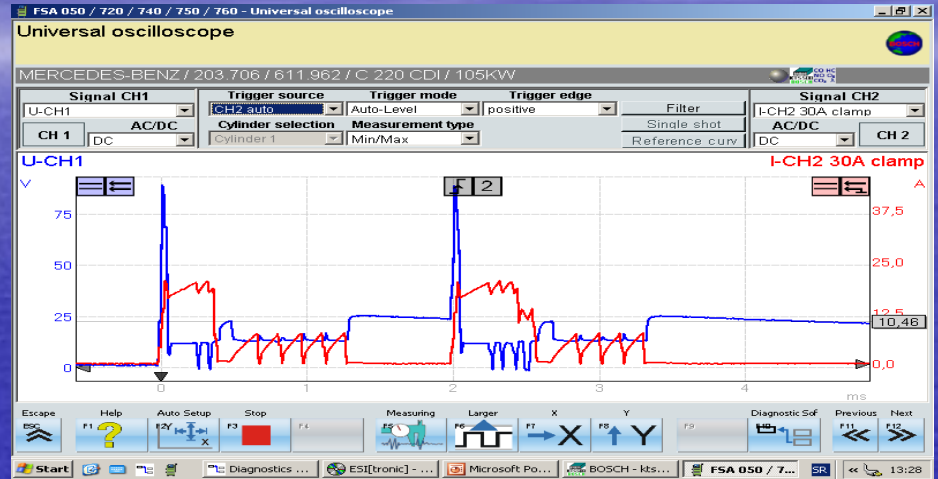 FSA 050 / 720 / 740 / 750 / 760 - Universal oscilloscope
Universal oscilloscope
BOSCH
MERCEDES-BENZ / 203.706 / 611.962 / C 220 CDI / 105KW
Signal CH1
Trigger source Trigger mode Trigger edge
Signal CH2
U-CH1
CH2 auto Auto-Level positive Filter
I-CH2 30A clamp
AC/DC Cylinder selection Measurement type Single shot AC/DC
CH 1 DC Cylinder 1 Min/Max Reference curv DC CH 2
U-CH1 I-CH2 30A clamp
V 2 A
75 37,5
50 25,0
25 12,5
10,46
0 0,0
0 1 2 3 4
ms
Escape Help Auto Setup Stop Measuring Larger X Y Diagnostic Sof Previous Next
ESC F1 F2 Y X F3 F4 F5 F6 F7 X F8 Y F9 F11 F12
Start Diagnostics ... ESI[tronic] - ... Microsoft Po... BOSCH - kts... FSA 050 / 7... SR 13:28